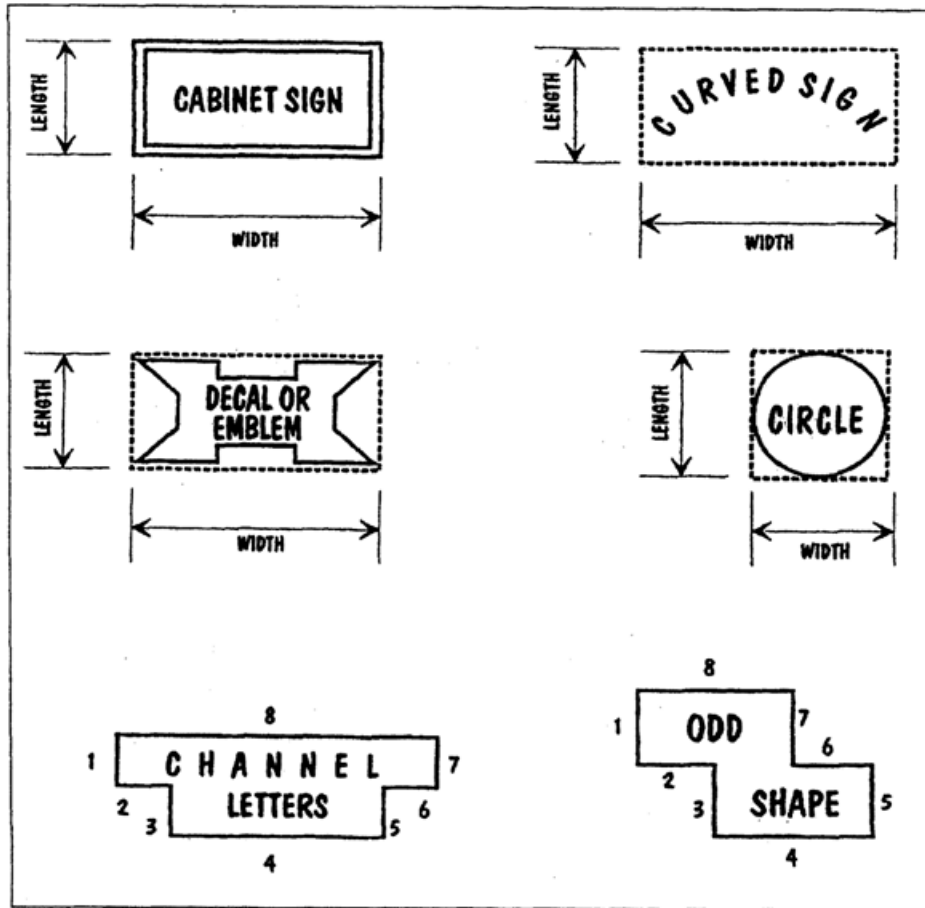 LENGTH
CABINET SIGN
WIDTH
LENGTH
CURVED SIGN
WIDTH
LENGTH
DECAL OR
EMBLEM
WIDTH
LENGTH
CIRCLE
WIDTH
8
1
CHANNEL
7
2
LETTERS
6
3
5
4
8
1
ODD
7
6
2
3
SHAPE
5
4